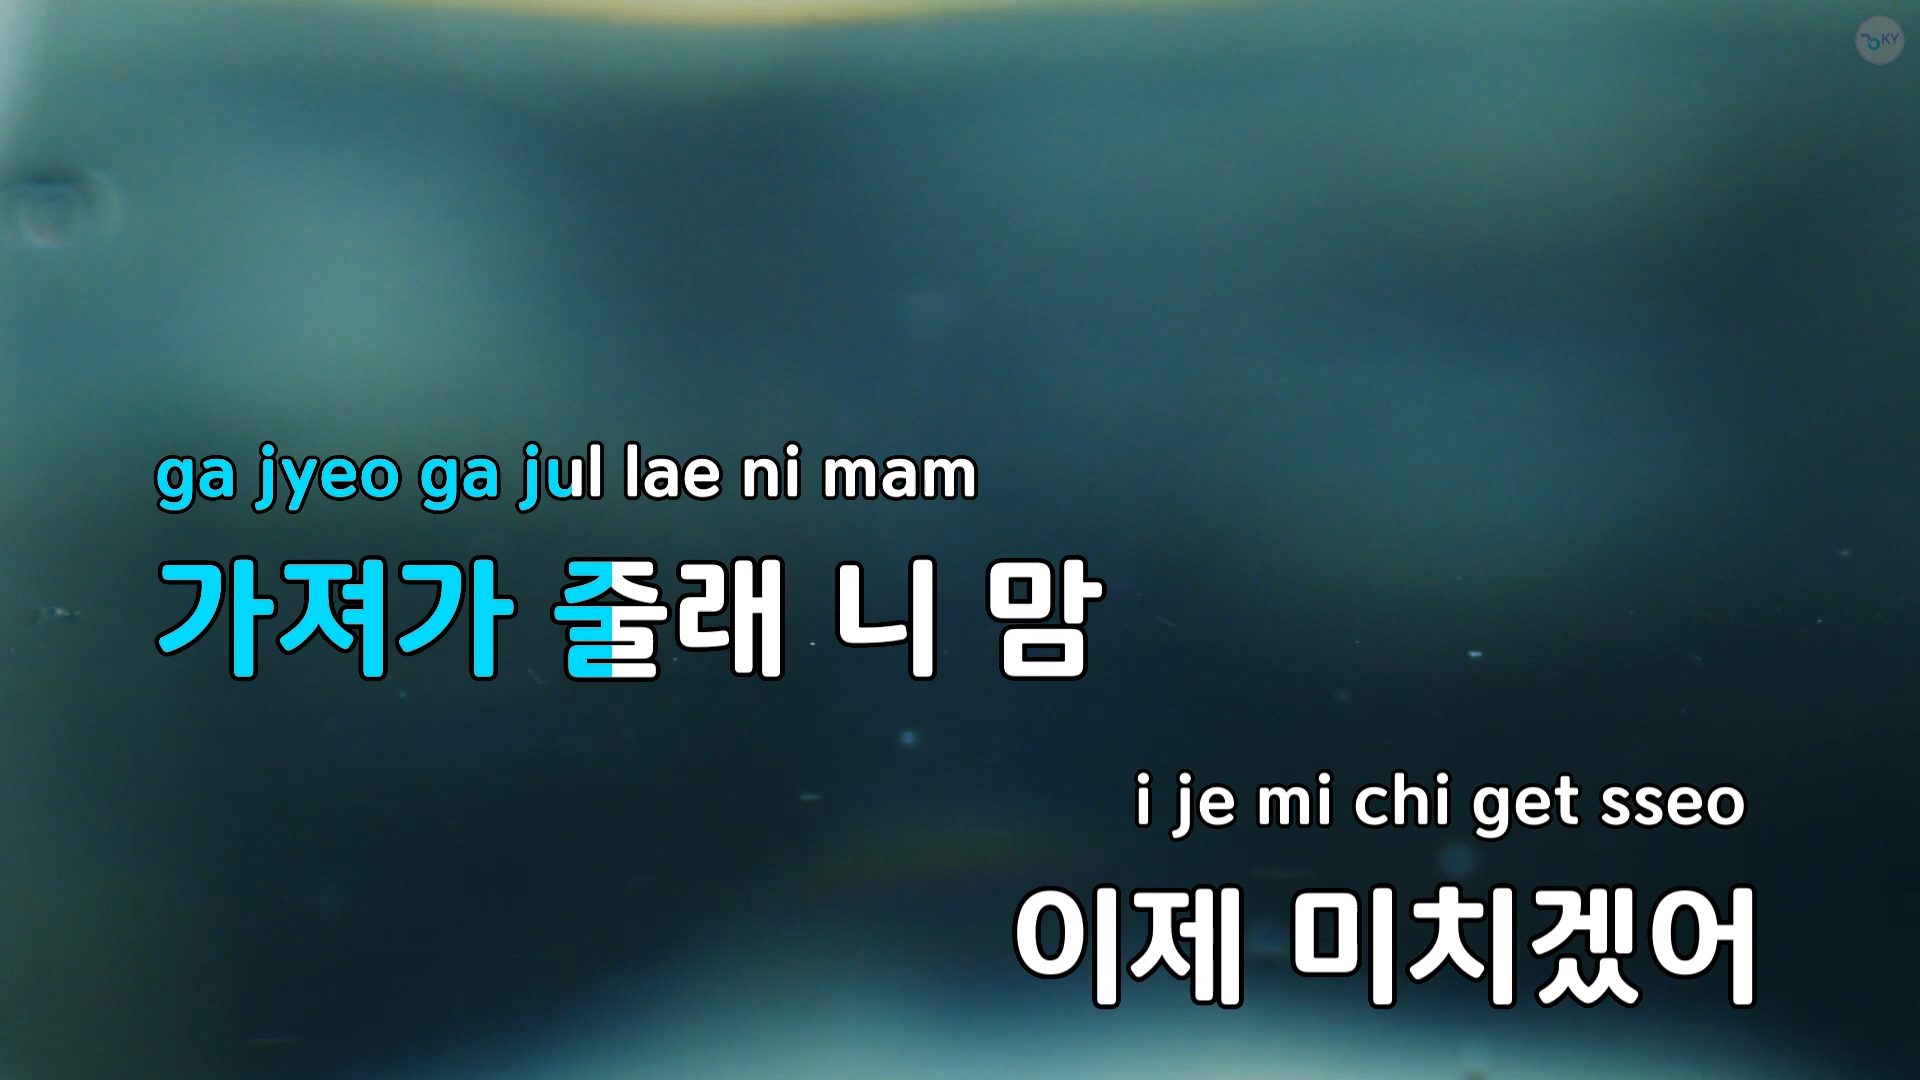 KY
ga jyeo ga jul lae ni mam
가져가 줄래 니 맘
i je mi chi get sseo
이제 미치겠어